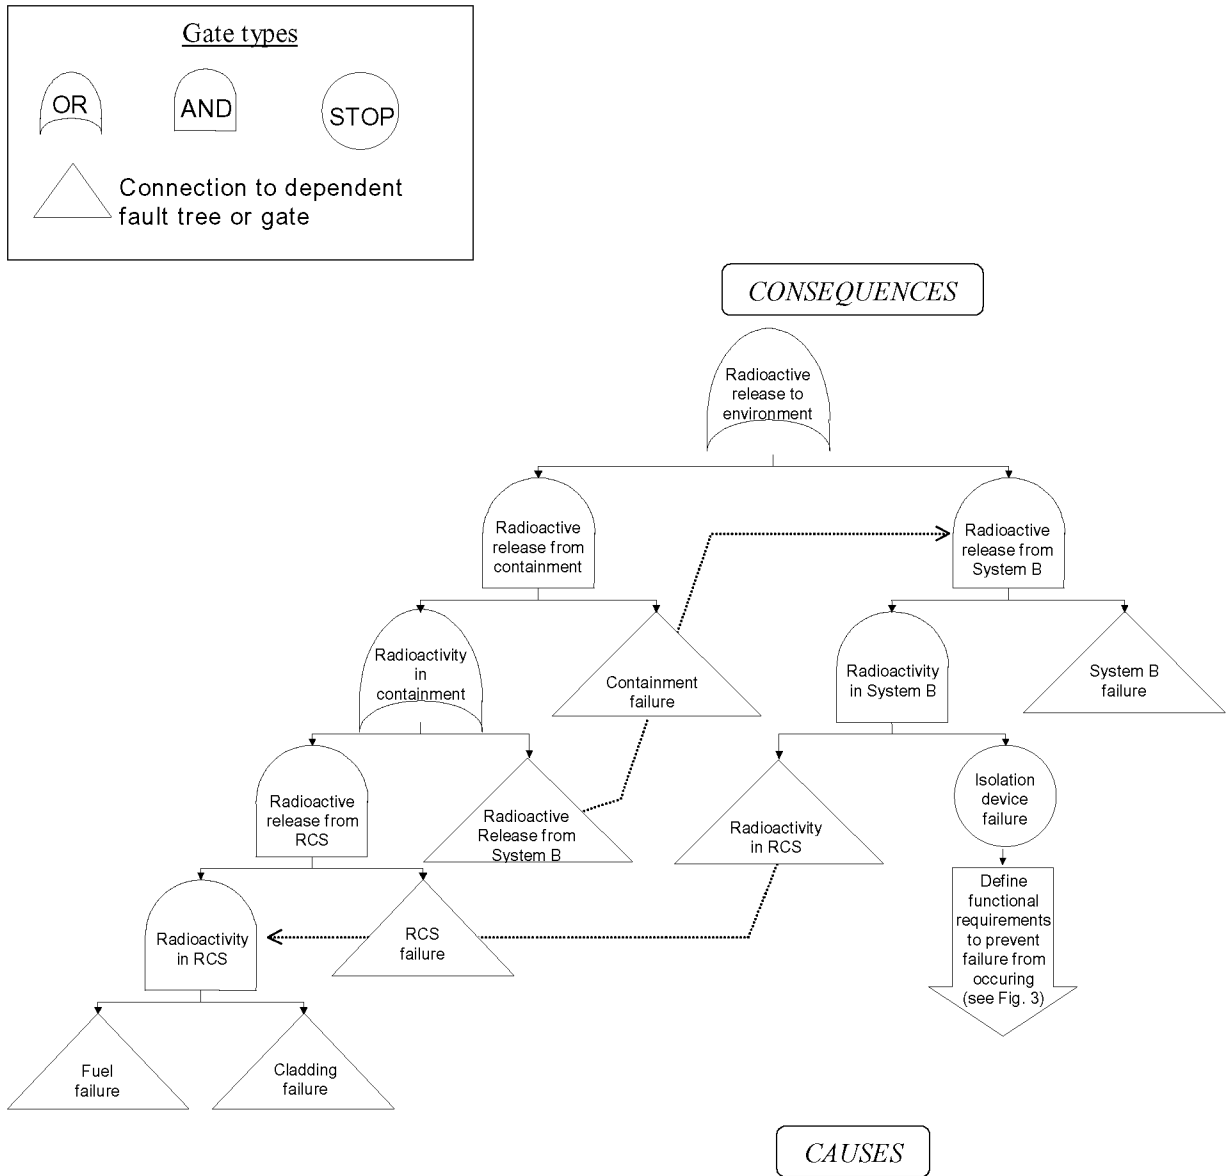 Gate types
OR
AND
STOP
Connection to dependent
fault tree or gate
CONSEQUENCES
Radioactive
release to
environment
Radioactive
release from
containment
Radioactive
release from
System B
Radioactivity
in
containment
Containment
failure
Radioactivity
in System B
System B
failure
Radioactive
release from
RCS
Radioactive
Release from
System B
Radioactivity
in RCS
Isolation
device
failure
Radioactivity
in RCS
RCS
failure
Define
functional
requirements
to prevent
failure from
occuring
(see Fig. 3)
Fuel
failure
Cladding
failure
CAUSES